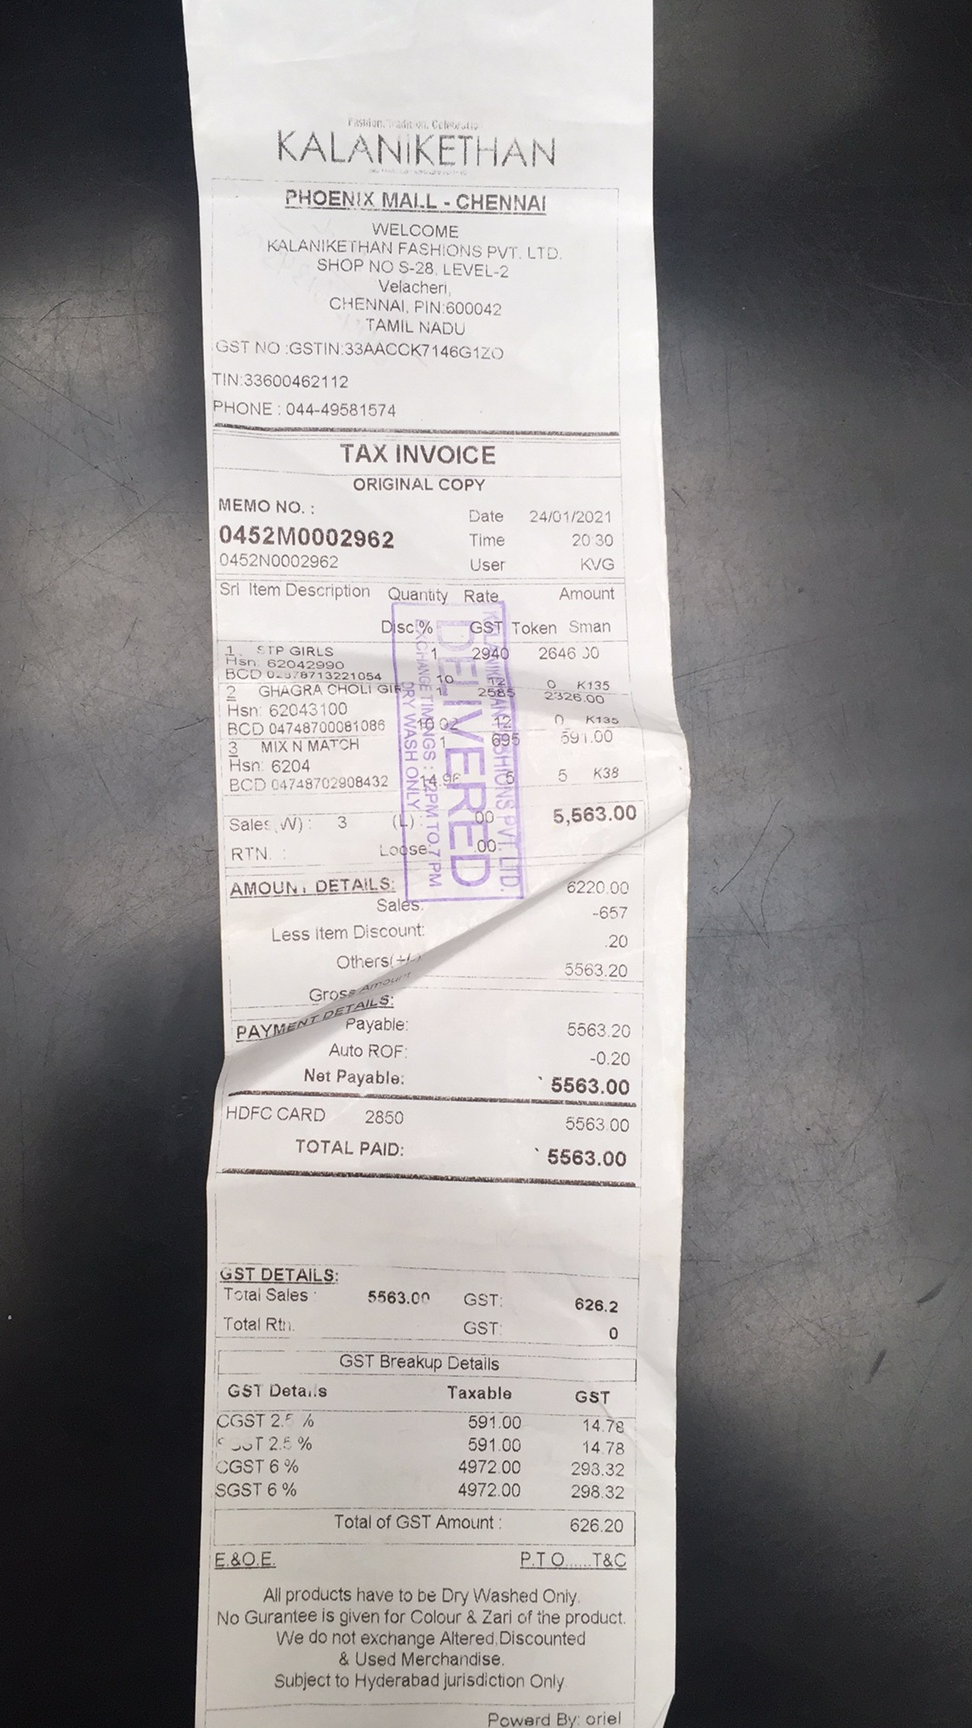 Fashion. Tradition. Celebration
KALANIKETHAN
PHOENIX MALL - CHENNAI
WELCOME
KALANIKETHAN FASHIONS PVT. LTD.
SHOP NO S-28, LEVEL-2
Velacheri,
CHENNAI, PIN:600042
TAMIL NADU
GST NO :GSTIN:33AACCK7146G1ZO
TIN:33600462112
PHONE : 044-49581574
TAX INVOICE
ORIGINAL COPY
MEMO NO. :
0452M0002962
0452N0002962
Date 24/01/2021
Time 20:30
User KVG
Srl Item Description Quantity Rate Amount
Disc.% GST Token Sman
1. STP GIRLS 1 2940 2646.00
Hsn: 62042990
BCD 8713221054 10 12 0 K135
2 GHAGRA CHOLI GIR 1 2585 2326.00
Hsn: 62043100
BCD 04748700081086 10.02 12 0 K135
3 MIX N MATCH 1 695 591.00
Hsn: 6204
BCD 04748702908432 14.96 5 5 K38
Sales(W): 3 (L): .00 5,563.00
RTN. : Loose: .00
KALANIKETHAN FASHIONS PVT. LTD.
DELIVERED
EXCHANGE TIMINGS : 12PM TO 7 PM
DRY WASH ONLY
AMOUNT DETAILS:
Sales: 6220.00
Less Item Discount: -657
Others(+/-) .20
Gross Amount 5563.20
PAYMENT DETAILS:
Payable: 5563.20
Auto ROF: -0.20
Net Payable: ` 5563.00
HDFC CARD 2850 5563.00
TOTAL PAID: ` 5563.00
GST DETAILS:
Total Sales : 5563.00 GST: 626.2
Total Rtn. GST: 0
GST Breakup Details
GST Details Taxable GST
CGST 2.5 % 591.00 14.78
SGST 2.5 % 591.00 14.78
CGST 6 % 4972.00 298.32
SGST 6 % 4972.00 298.32
Total of GST Amount : 626.20
E.&O.E. P.T O......T&C
All products have to be Dry Washed Only.
No Gurantee is given for Colour & Zari of the product.
We do not exchange Altered,Discounted
& Used Merchandise.
Subject to Hyderabad jurisdiction Only
Powerd By: oriel